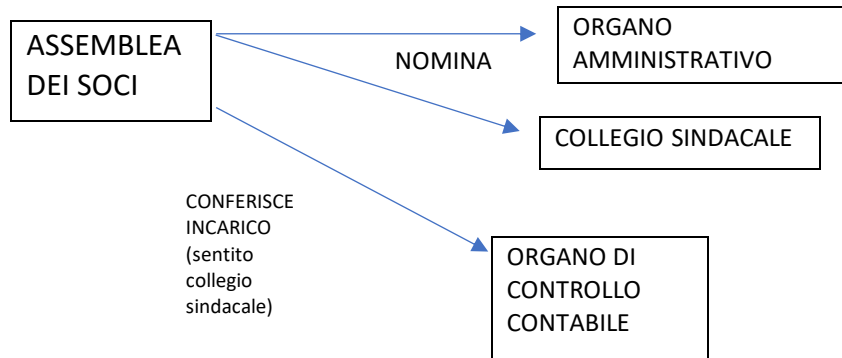 ASSEMBLEA
DEI SOCI
NOMINA
ORGANO
AMMINISTRATIVO
COLLEGIO SINDACALE
CONFERISCE
INCARICO
(sentito
collegio
sindacale)
ORGANO DI
CONTROLLO
CONTABILE